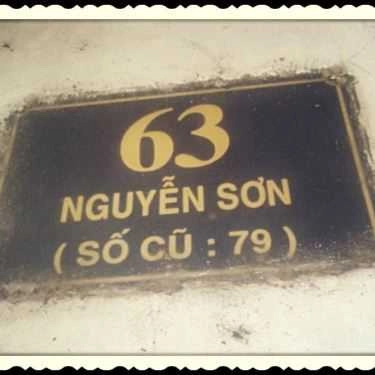 63
NGUYỄN SƠN
( SỐ CŨ : 79 )